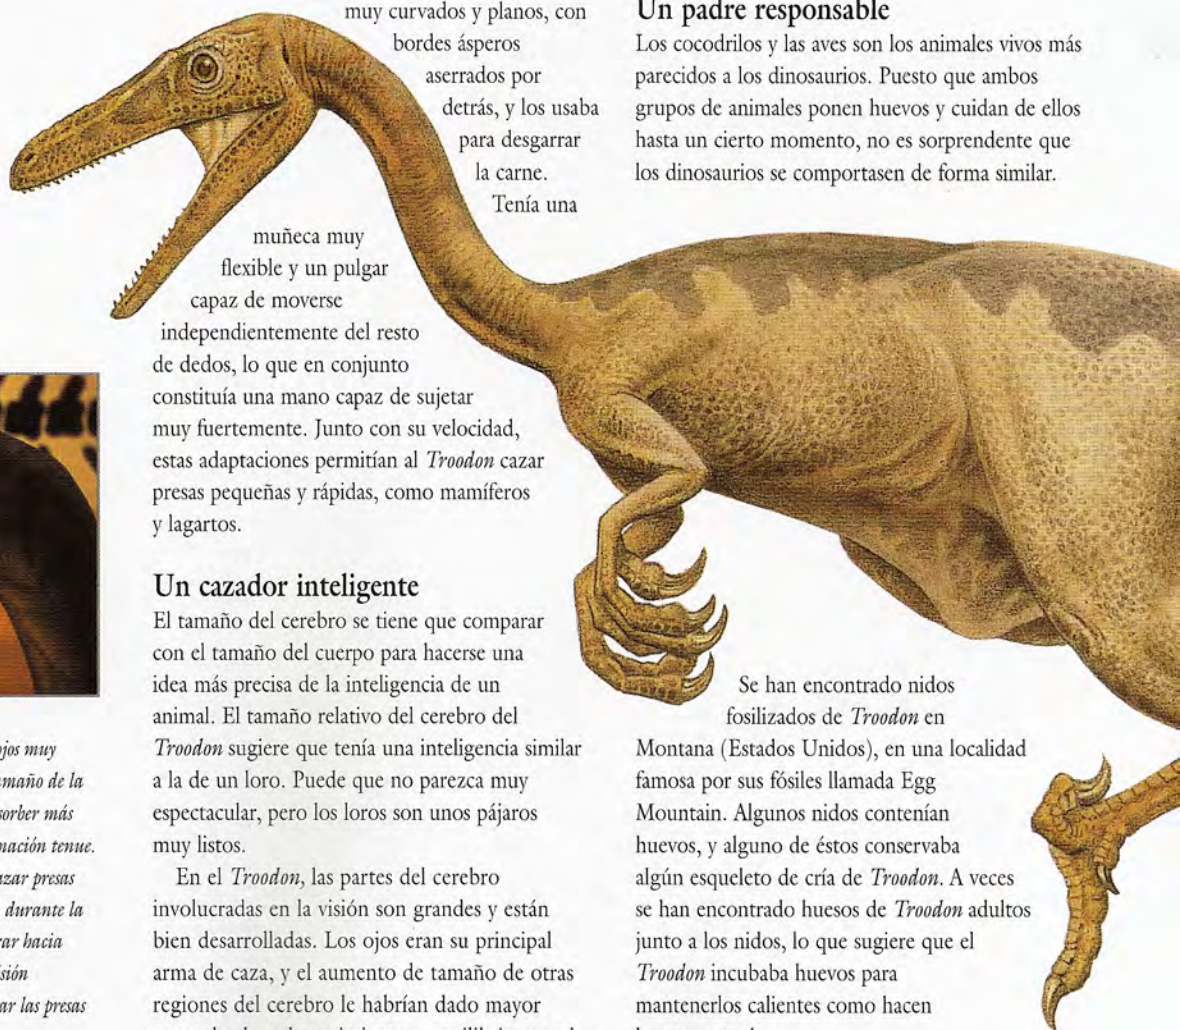 muy curvados y planos, con
bordes ásperos
aserrados por
detrás, y los usaba
para desgarrar
la carne.
Tenía una
muñeca muy
flexible y un pulgar
capaz de moverse
independientemente del resto
de dedos, lo que en conjunto
constituía una mano capaz de sujetar
muy fuertemente. Junto con su velocidad,
estas adaptaciones permitían al Troodon cazar
presas pequeñas y rápidas, como mamíferos
y lagartos.
Un cazador inteligente
El tamaño del cerebro se tiene que comparar
con el tamaño del cuerpo para hacerse una
idea más precisa de la inteligencia de un
animal. El tamaño relativo del cerebro del
Troodon sugiere que tenía una inteligencia similar
a la de un loro. Puede que no parezca muy
espectacular, pero los loros son unos pájaros
muy listos.
En el Troodon, las partes del cerebro
involucradas en la visión son grandes y están
bien desarrolladas. Los ojos eran su principal
arma de caza, y el aumento de tamaño de otras
regiones del cerebro le habrían dado mayor
Un padre responsable
Los cocodrilos y las aves son los animales vivos más
parecidos a los dinosaurios. Puesto que ambos
grupos de animales ponen huevos y cuidan de ellos
hasta un cierto momento, no es sorprendente que
los dinosaurios se comportasen de forma similar.
Se han encontrado nidos
fosilizados de Troodon en
Montana (Estados Unidos), en una localidad
famosa por sus fósiles llamada Egg
Mountain. Algunos nidos contenían
huevos, y alguno de éstos conservaba
algún esqueleto de cría de Troodon. A veces
se han encontrado huesos de Troodon adultos
junto a los nidos, lo que sugiere que el
Troodon incubaba huevos para
mantenerlos calientes como hacen
muy
de la
más
tenue.
presas
durante la
hacia
las presas